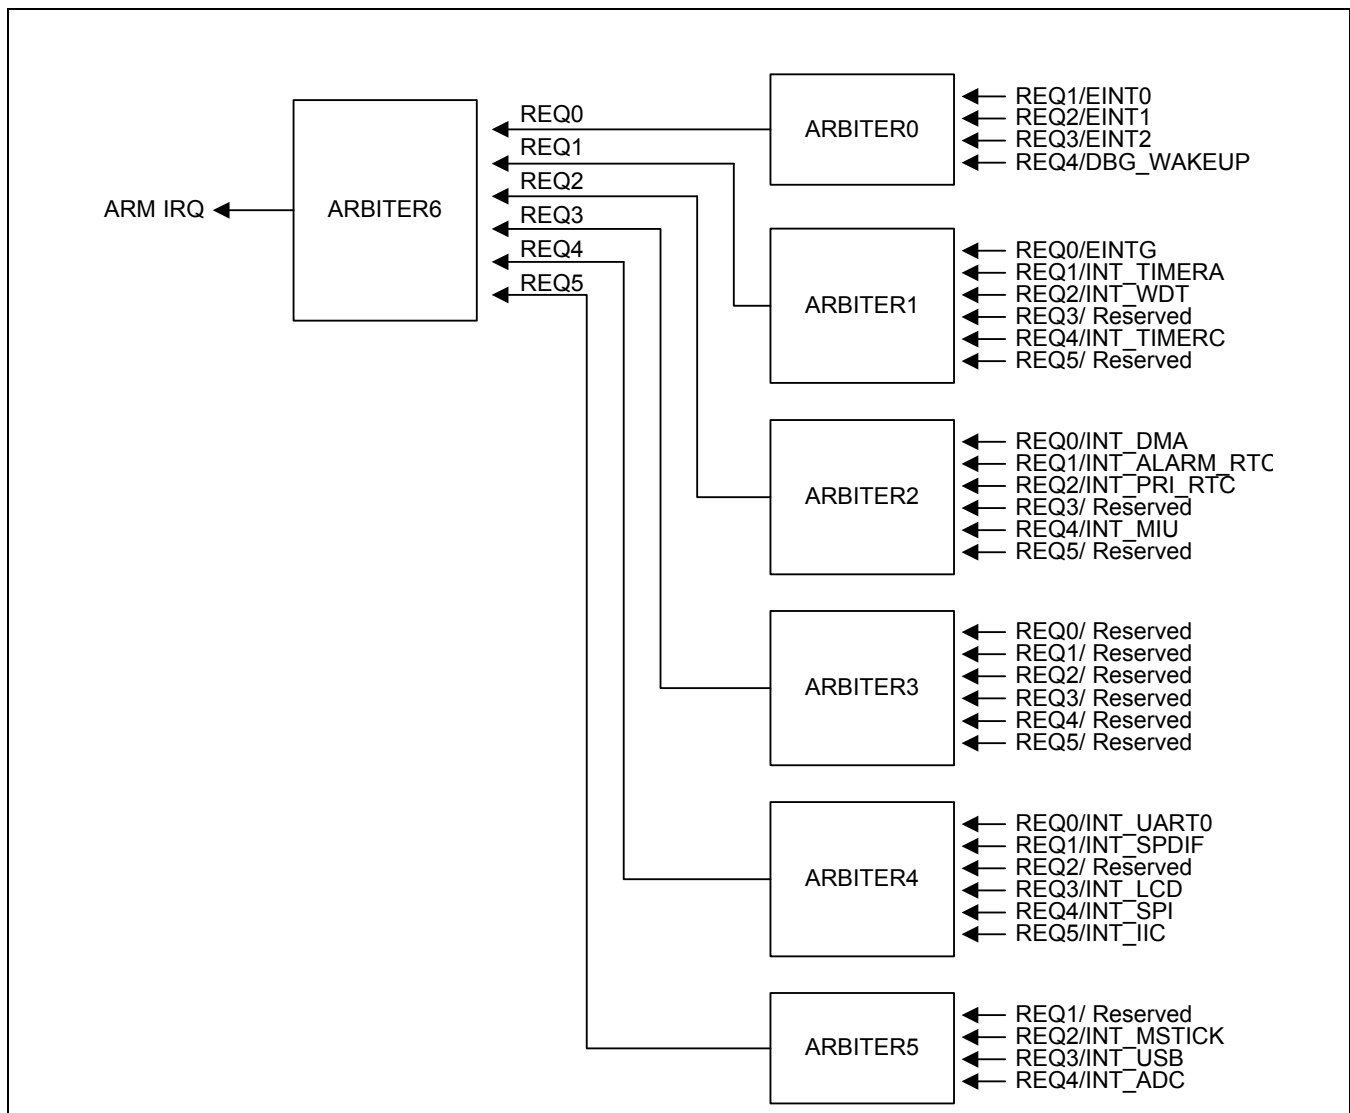 ARM IRQ
ARBITER6
REQ0
REQ1
REQ2
REQ3
REQ4
REQ5
ARBITER0
REQ1/EINT0
REQ2/EINT1
REQ3/EINT2
REQ4/DBG_WAKEUP
ARBITER1
REQ0/EINTG
REQ1/INT_TIMERA
REQ2/INT_WDT
REQ3/ Reserved
REQ4/INT_TIMERC
REQ5/ Reserved
ARBITER2
REQ0/INT_DMA
REQ1/INT_ALARM_RTC
REQ2/INT_PRI_RTC
REQ3/ Reserved
REQ4/INT_MIU
REQ5/ Reserved
ARBITER3
REQ0/ Reserved
REQ1/ Reserved
REQ2/ Reserved
REQ3/ Reserved
REQ4/ Reserved
REQ5/ Reserved
ARBITER4
REQ0/INT_UART0
REQ1/INT_SPDIF
REQ2/ Reserved
REQ3/INT_LCD
REQ4/INT_SPI
REQ5/INT_IIC
ARBITER5
REQ1/ Reserved
REQ2/INT_MSTICK
REQ3/INT_USB
REQ4/INT_ADC